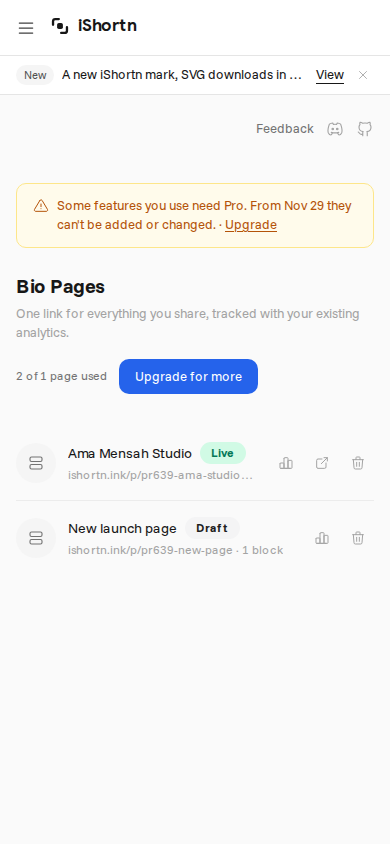 iShortn
New A new iShortn mark, SVG downloads in ... View
Feedback
Some features you use need Pro. From Nov 29 they
can't be added or changed. · Upgrade
Bio Pages
One link for everything you share, tracked with your existing
analytics.
2 of 1 page used Upgrade for more
Ama Mensah Studio Live
ishortn.ink/p/pr639-ama-studio...
New launch page Draft
ishortn.ink/p/pr639-new-page · 1 block